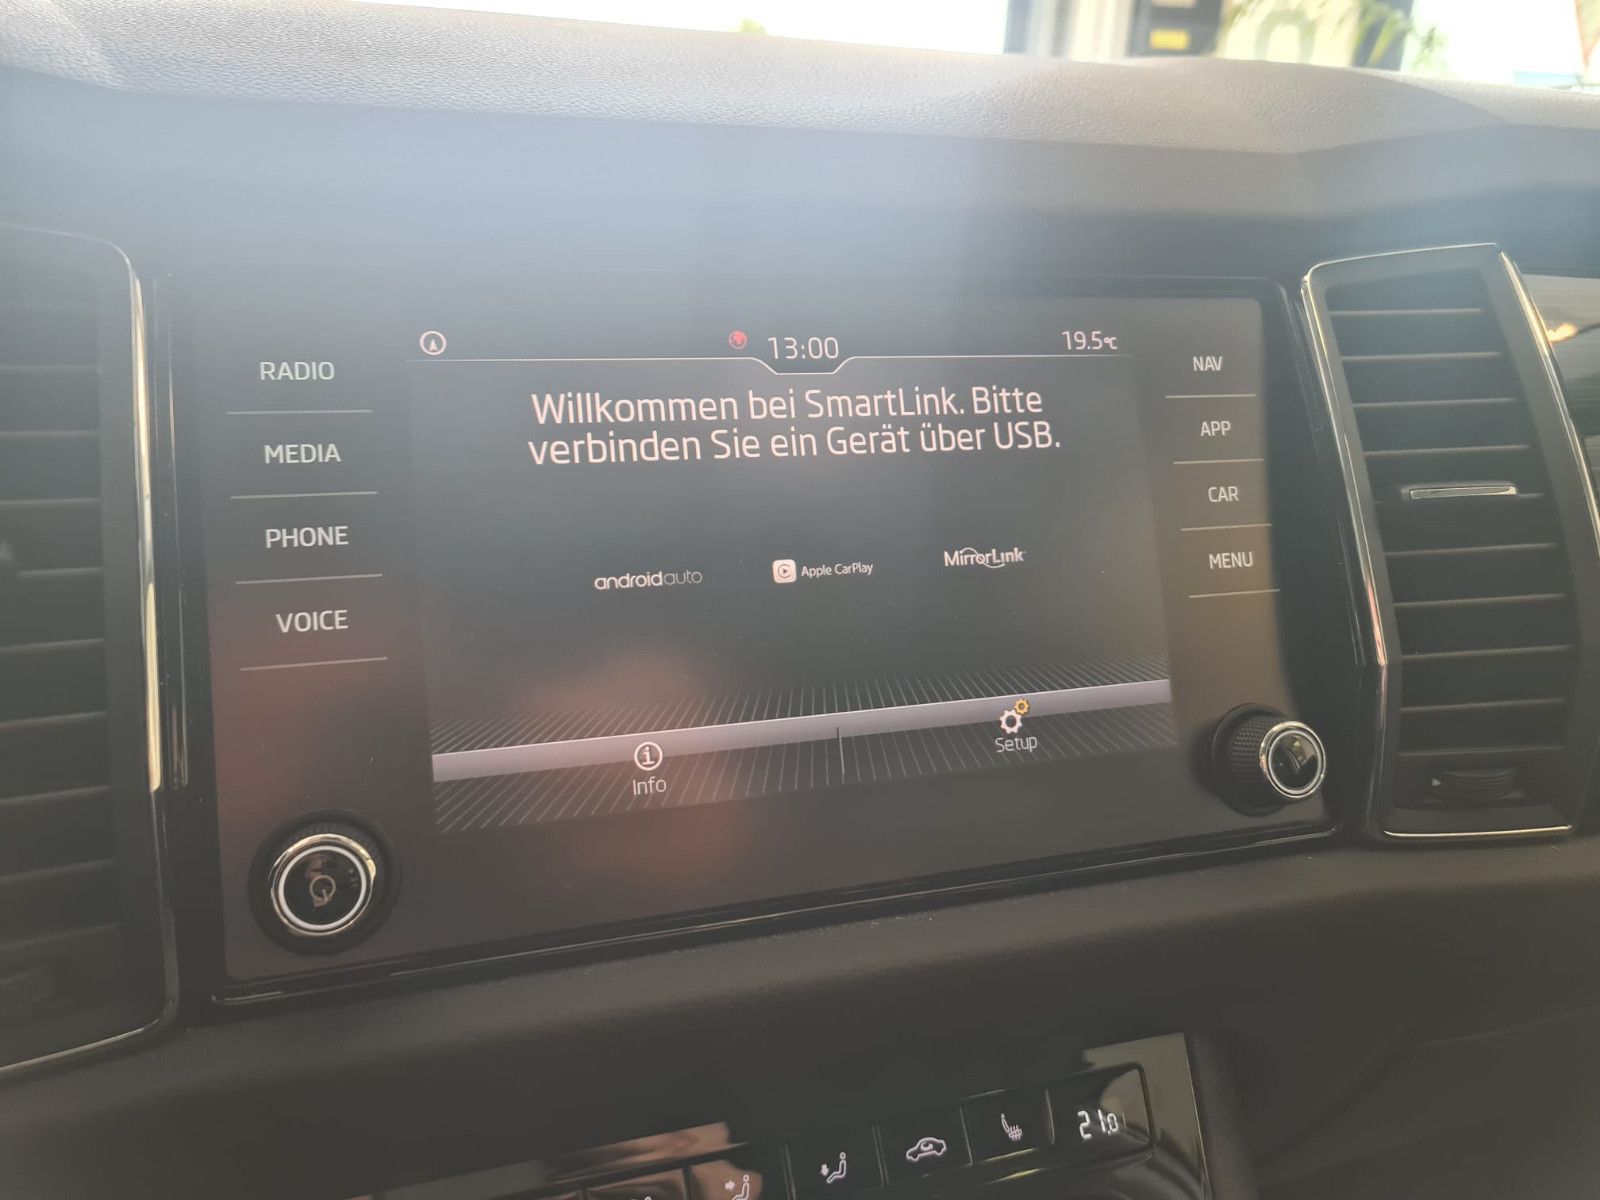 13:00
19.5°C
RADIO
MEDIA
PHONE
VOICE
Willkommen bei SmartLink. Bitte
verbinden Sie ein Gerät über USB.
androidauto
Apple CarPlay
MirrorLink
Info
Setup
NAV
APP
CAR
MENU
21.0